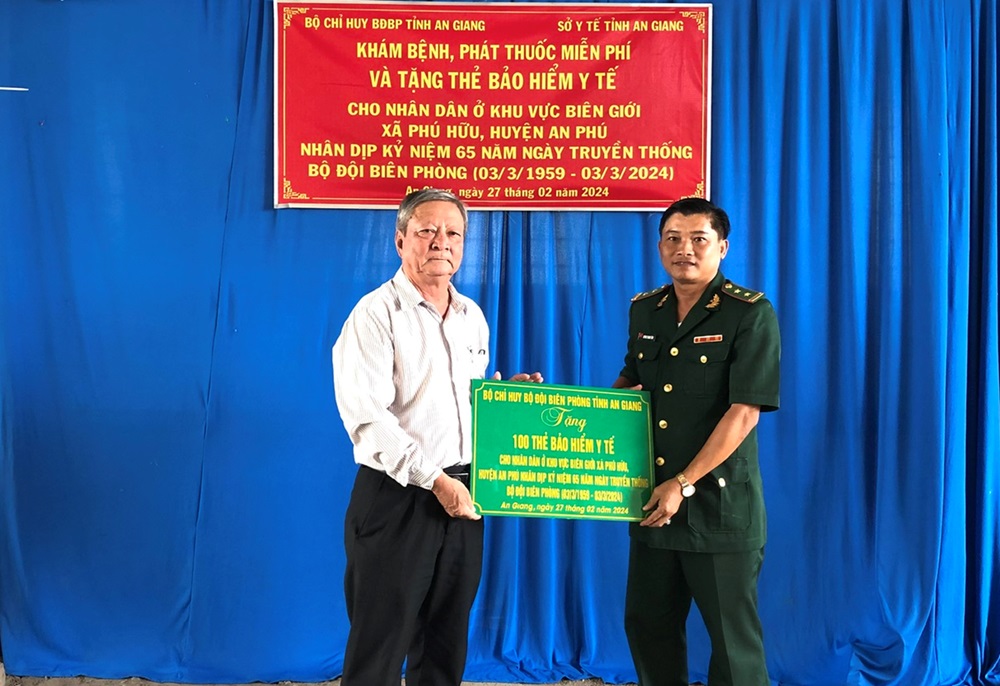 BỘ CHỈ HUY BĐBP TỈNH AN GIANG SỞ Y TẾ TỈNH AN GIANG
KHÁM BỆNH, PHÁT THUỐC MIỄN PHÍ
VÀ TẶNG THẺ BẢO HIỂM Y TẾ
CHO NHÂN DÂN Ở KHU VỰC BIÊN GIỚI
XÃ PHÚ HỮU, HUYỆN AN PHÚ
NHÂN DỊP KỶ NIỆM 65 NĂM NGÀY TRUYỀN THỐNG
BỘ ĐỘI BIÊN PHÒNG (03/3/1959 - 03/3/2024)
An Giang, ngày 27 tháng 02 năm 2024
BỘ CHỈ HUY BỘ ĐỘI BIÊN PHÒNG TỈNH AN GIANG
Tặng
100 THẺ BẢO HIỂM Y TẾ
CHO NHÂN DÂN Ở KHO VỰC BIÊN GIỚI XÃ PHÚ HỮU,
HUYỆN AN PHÚ NHÂN DỊP KỶ NIỆM 65 NĂM NGÀY TRUYỀN THỐNG
BỘ ĐỘI BIÊN PHÒNG (03/3/1959 - 03/3/2024)
An Giang, ngày 27 tháng 02 năm 2024